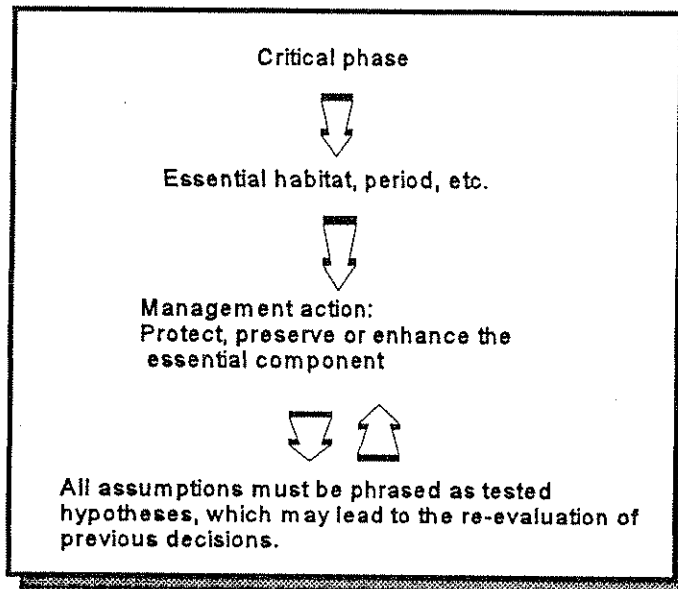 Critical phase
Essential habitat, period, etc.
Management action:
Protect, preserve or enhance the
essential component
All assumptions must be phrased as tested
hypotheses, which may lead to the re-evaluation of
previous decisions.